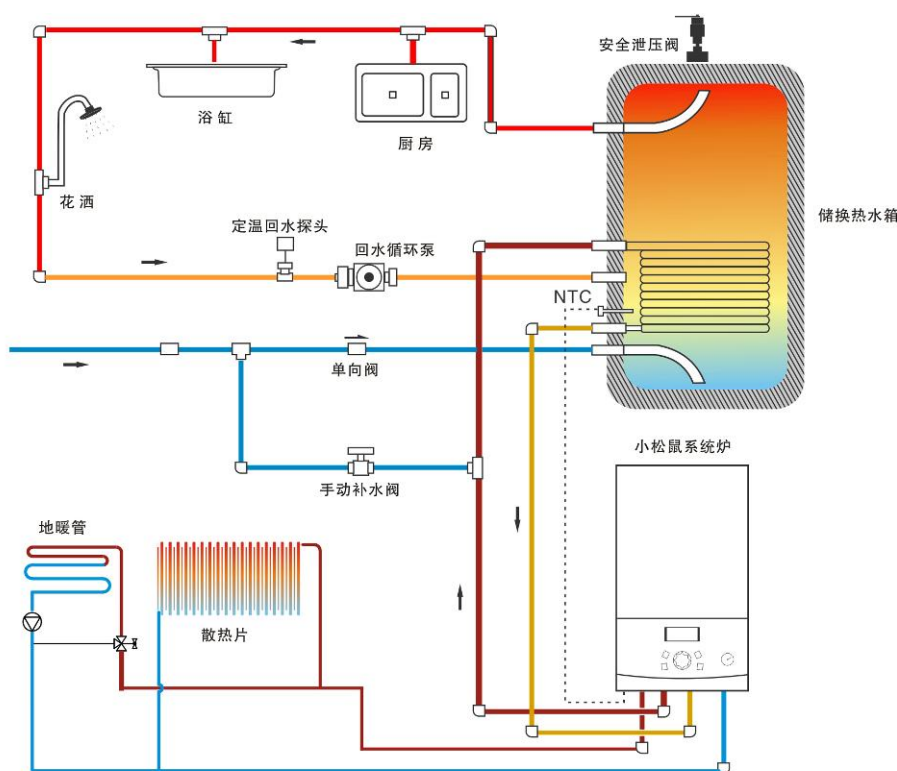 安全泄压阀
浴缸
厨房
花洒
储换热水箱
定温回水探头
回水循环泵
NTC
单向阀
小松鼠系统炉
手动补水阀
地暖管
散热片